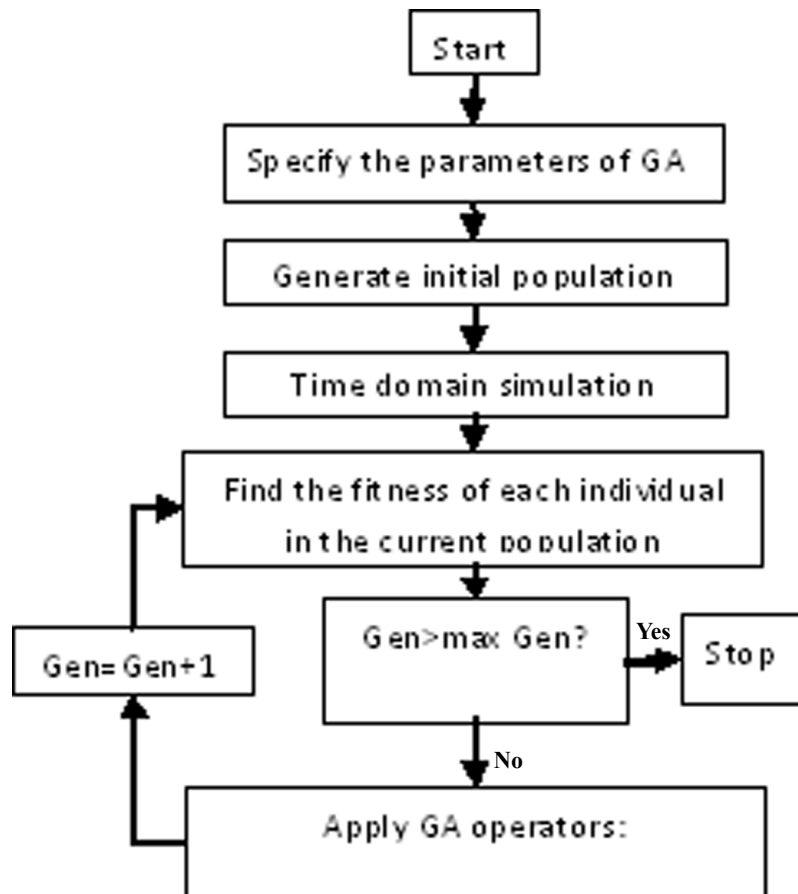 Start
Specify the parameters of GA
Generate initial population
Time domain simulation
Find the fitness of each individual
in the current population
Gen>max Gen?
Yes
Stop
Gen=Gen+1
No
Apply GA operators: